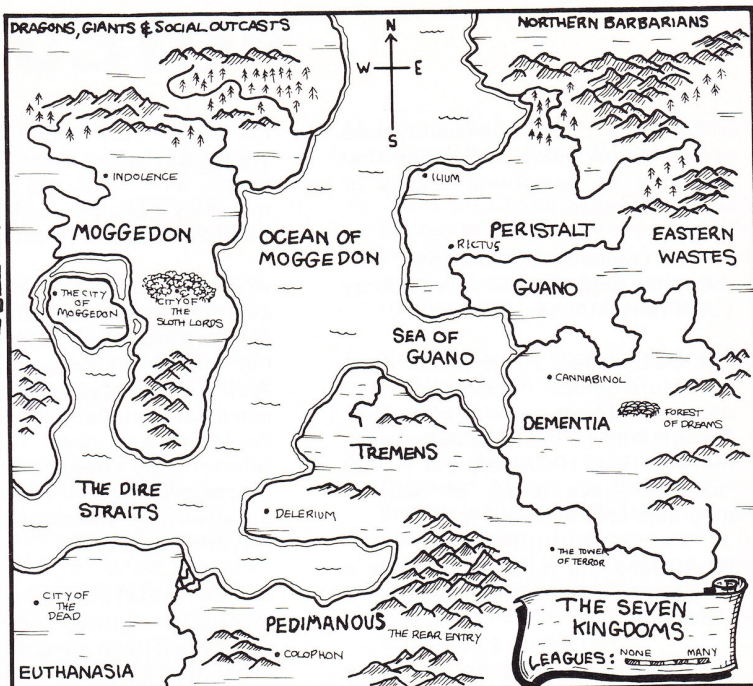 DRAGONS, GIANTS & SOCIAL OUTCASTS
NORTHERN BARBARIANS
N
W E
S
INDOLENCE
ILIUM
MOGGEDON
OCEAN OF
MOGGEDON
PERISTALT
RICTUS
EASTERN
WASTES
GUANO
THE CITY
OF
MOGGEDON
CITY OF
THE
SLOTH LORDS
SEA OF
GUANO
CANNABINOL
DEMENTIA
FOREST
OF DREAMS
TREMENS
THE DIRE
STRAITS
DELERIUM
THE TOWER
OF TERROR
CITY OF
THE
DEAD
PEDIMANOUS
THE REAR ENTRY
COLOPHON
EUTHANASIA
THE SEVEN
KINGDOMS
LEAGUES: NONE MANY